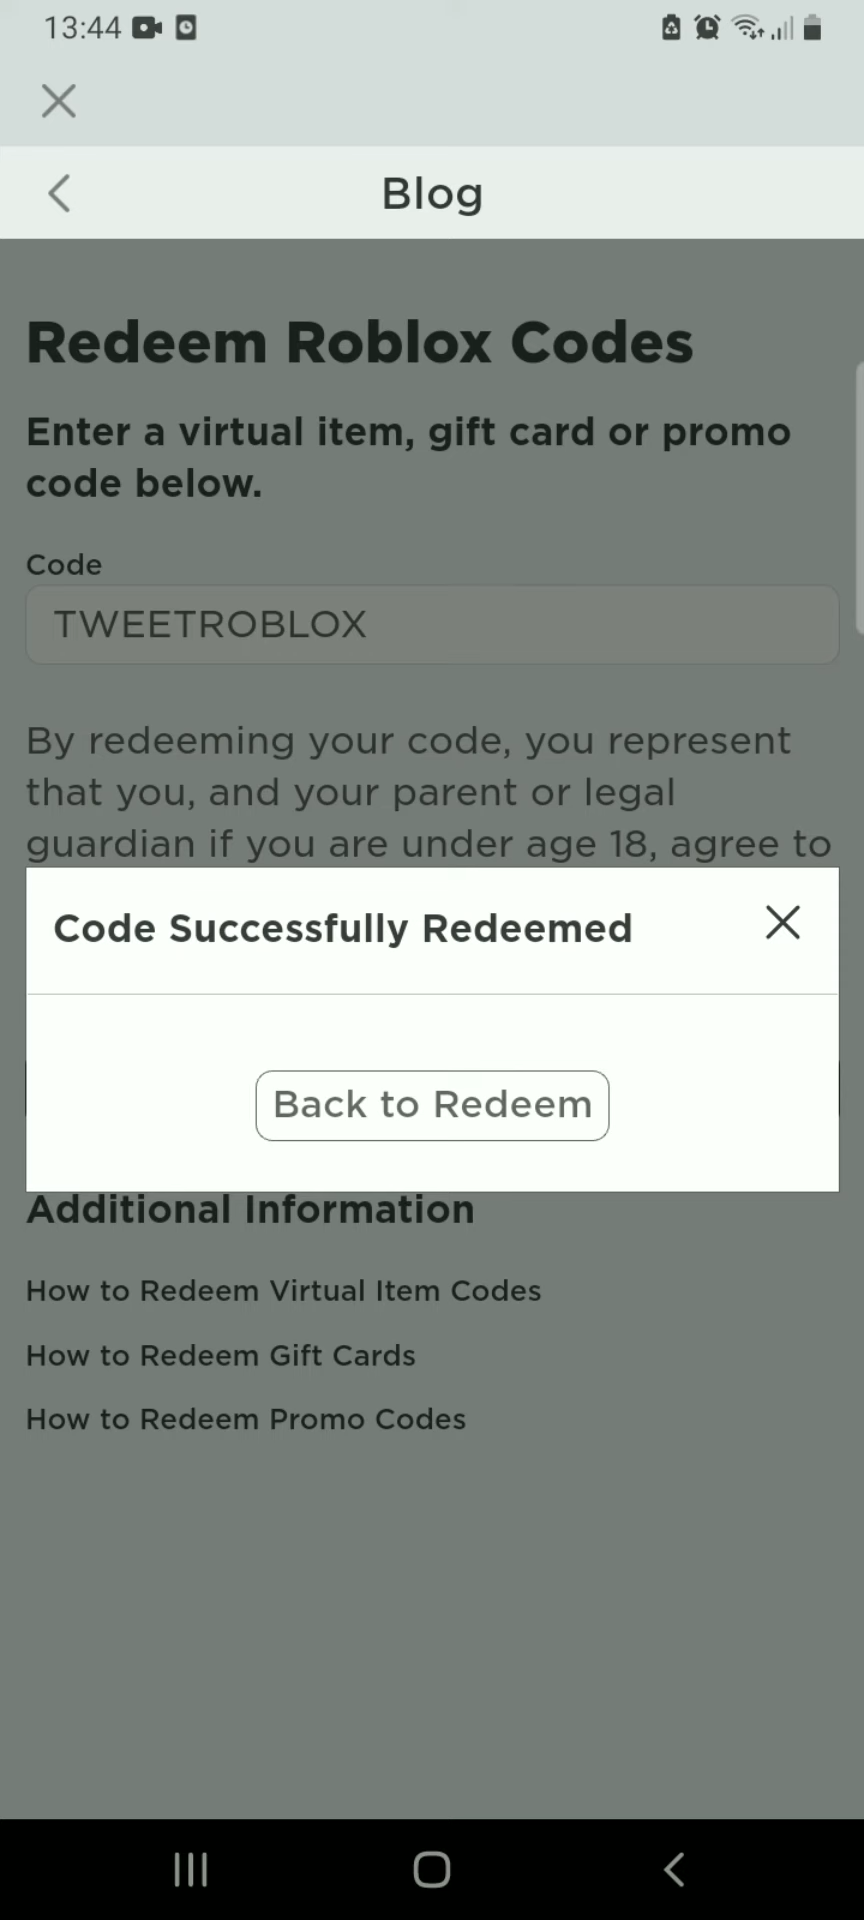 13:44
Blog
Redeem Roblox Codes
Enter a virtual item, gift card or promo
code below.
Code
TWEETROBLOX
By redeeming your code, you represent
that you, and your parent or legal
guardian if you are under age 18, agree to
Code Successfully Redeemed
Back to Redeem
Additional Information
How to Redeem Virtual Item Codes
How to Redeem Gift Cards
How to Redeem Promo Codes